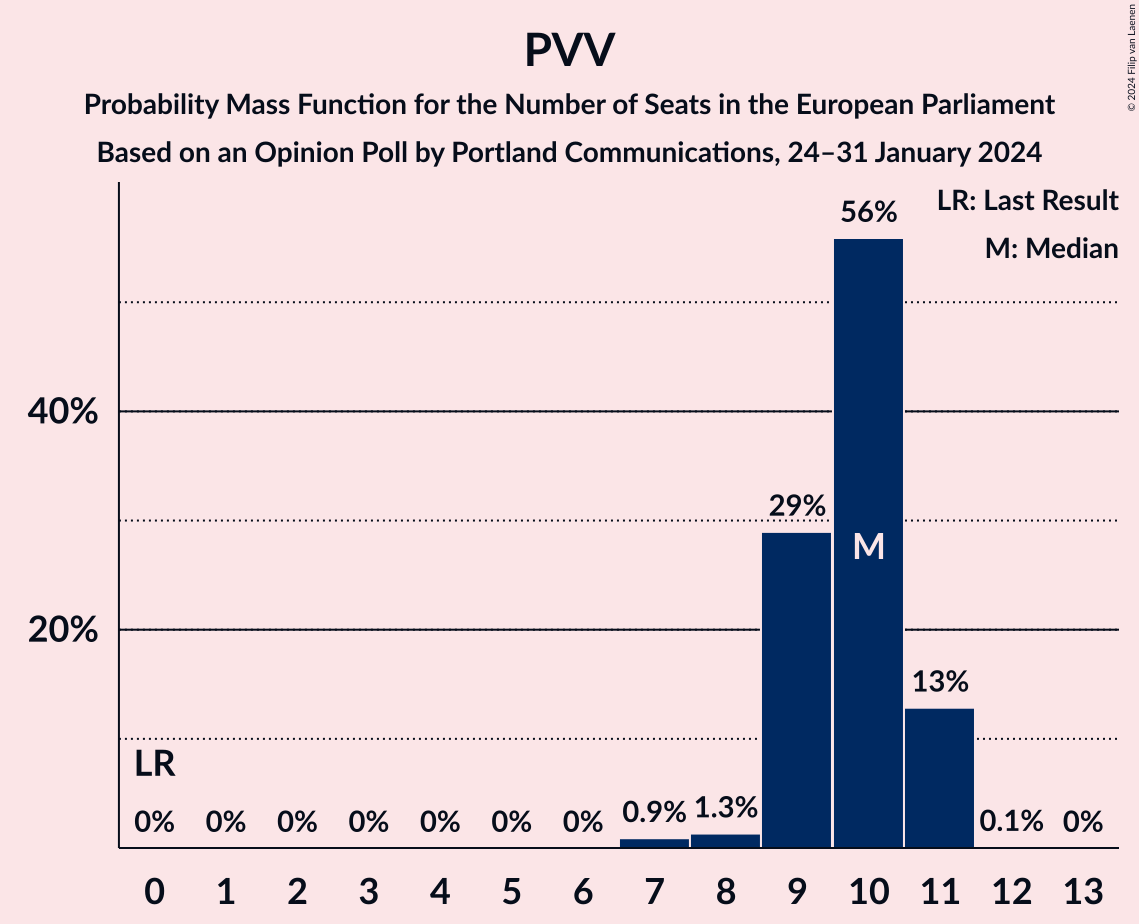 PVV
Probability Mass Function for the Number of Seats in the European Parliament
Based on an Opinion Poll by Portland Communications, 24–31 January 2024
© 2024 Filip van Laenen
LR: Last Result
M: Median
56%
40%
29%
M
20%
13%
LR
0% 0% 0% 0% 0% 0% 0% 0.9% 1.3% 0.1% 0%
0 1 2 3 4 5 6 7 8 9 10 11 12 13